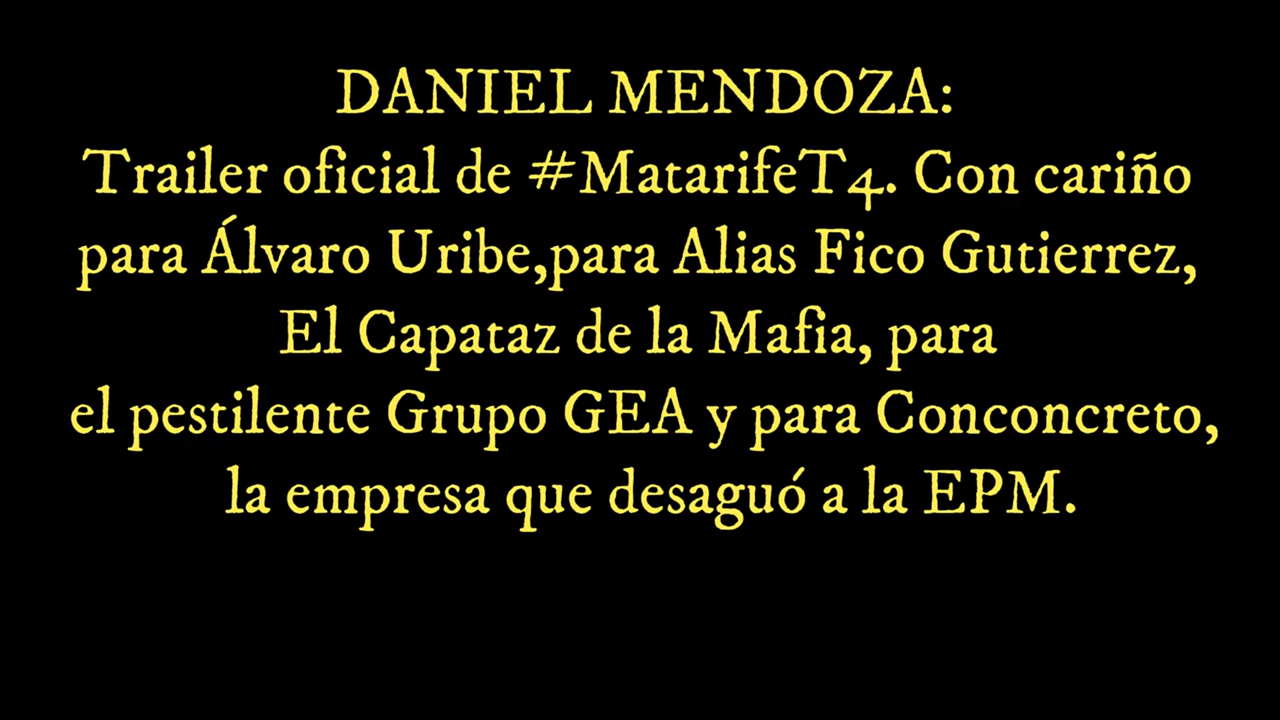 DANIEL MENDOZA:
Trailer oficial de #MatarifeT4. Con cariño
para Álvaro Uribe,para Alias Fico Gutierrez,
El Capataz de la Mafia, para
el pestilente Grupo GEA y para Conconcreto,
la empresa que desaguó a la EPM.